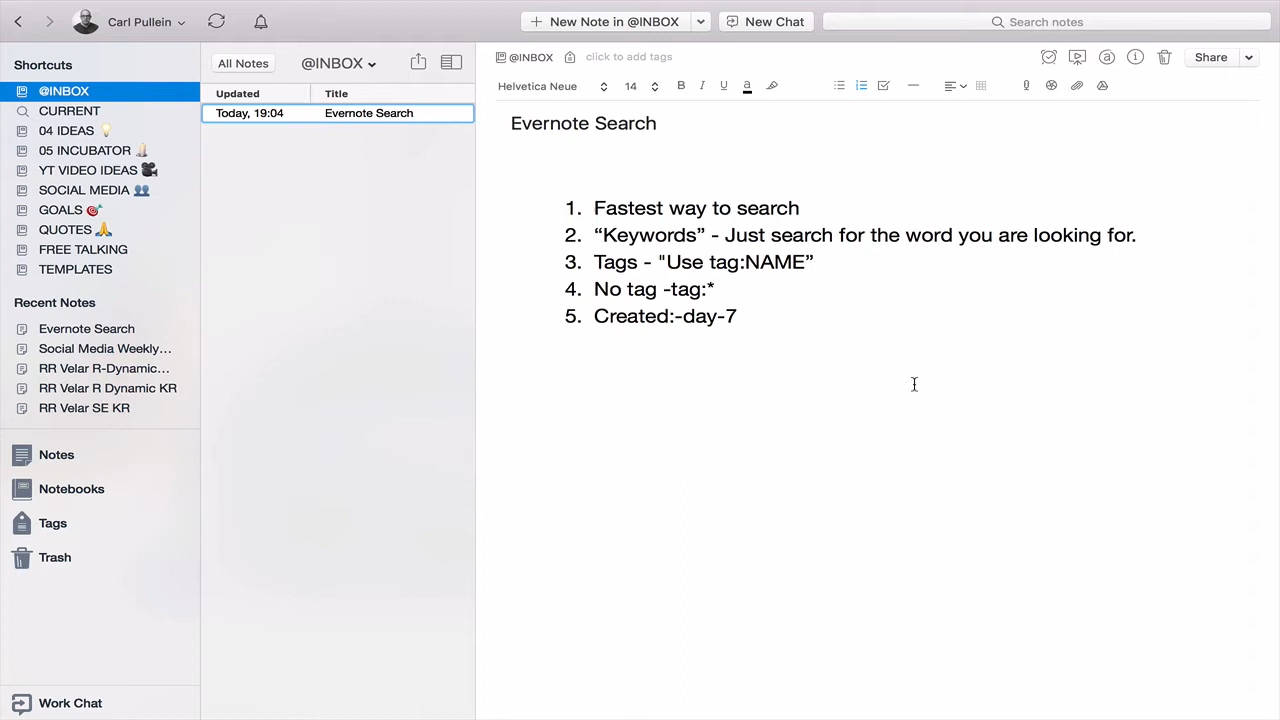 Carl Pullein
New Note in @INBOX
New Chat
Search notes
Shortcuts
@INBOX
CURRENT
04 IDEAS 💡
05 INCUBATOR
YT VIDEO IDEAS 🎥
SOCIAL MEDIA 👥
GOALS 🎯
QUOTES 🙏
FREE TALKING
TEMPLATES
Recent Notes
Evernote Search
Social Media Weekly...
RR Velar R-Dynamic...
RR Velar R Dynamic KR
RR Velar SE KR
Notes
Notebooks
Tags
Trash
Work Chat
All Notes
@INBOX
Updated Title
Today, 19:04 Evernote Search
@INBOX click to add tags
Share
Helvetica Neue 14 B I U a
Evernote Search
1. Fastest way to search
2. “Keywords” - Just search for the word you are looking for.
3. Tags - "Use tag:NAME”
4. No tag -tag:*
5. Created:-day-7